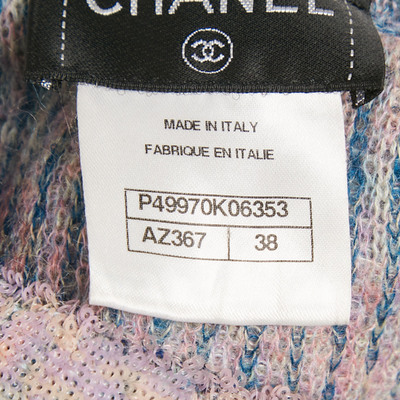 CHANEL
MADE IN ITALY
FABRIQUE EN ITALIE
P49970K06353
AZ367 38